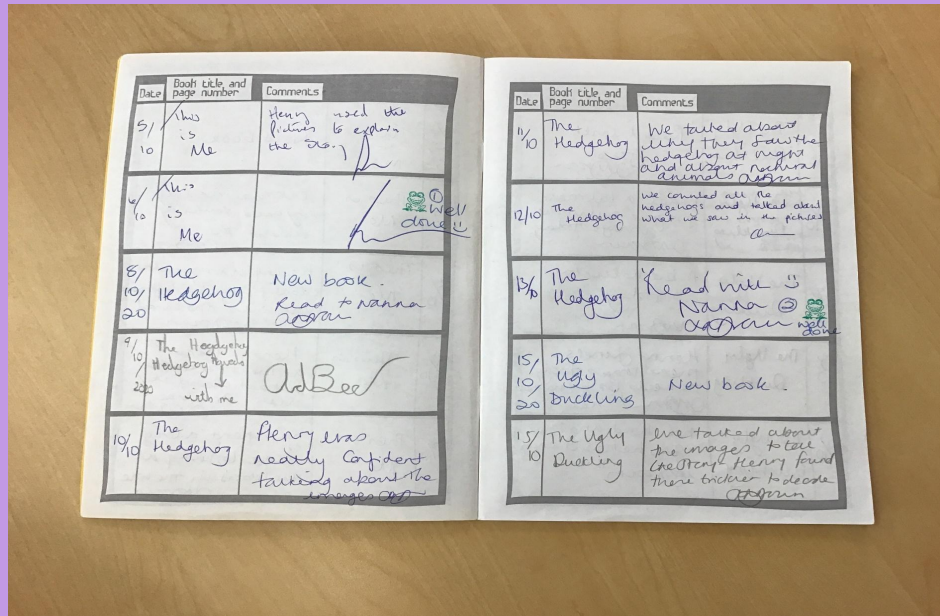 Date
Book title and
page number
Comments
5/
10
This
is
Me
Henry used the
pictures to explain
the
6/
10
This
is
Me
1
Well
done
8/
10/
20
The
Hedgehog
New book.
Read to Nanna
9/
10
/
2020
The Hegdgehog
Hedgehog
with me
10/
10
The
Hedgehog
Henry was
really Confident
talking about the
images
Date
Book title and
page number
Comments
11/
10
The
Hedgehog
We talked about
why they saw the
hedgehog at night
and about
animals
12/10
The
Hedgehog
We counted all the
hedgehogs and talked about
what we saw in the pictures
13/
10
The
Hedgehog
Read with
Nanna
2
well
done
15/
10/
20
The
Ugly
Duckling
New book.
15/
10
The Ugly
Duckling
We talked about
the images to tell
the story. Henry found
these trickier to decode